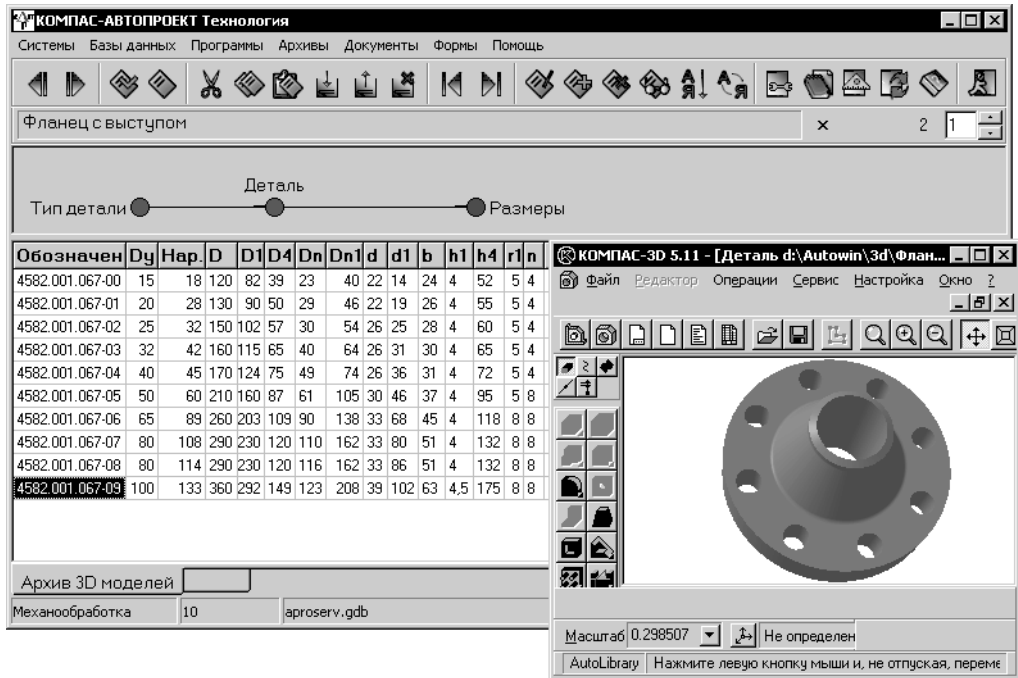 КОМПАС-АВТОПРОЕКТ Технология
Системы Базы данных Программы Архивы Документы Формы Помощь
Фланец с выступом × 2 1
Деталь
Тип детали Размеры
Обозначен Dy Нар. D D1 D4 Dn Dn1 d d1 b h1 h4 r1 n
4582.001.067-00 15 18 120 82 39 23 40 22 14 24 4 52 5 4
4582.001.067-01 20 28 130 90 50 29 46 22 19 26 4 55 5 4
4582.001.067-02 25 32 150 102 57 30 54 26 25 28 4 60 5 4
4582.001.067-03 32 42 160 115 65 40 64 26 31 30 4 65 5 4
4582.001.067-04 40 45 170 124 75 49 74 26 36 31 4 72 5 4
4582.001.067-05 50 60 210 160 87 61 105 30 46 37 4 95 5 8
4582.001.067-06 65 89 260 203 109 90 138 33 68 45 4 118 8 8
4582.001.067-07 80 108 290 230 120 110 162 33 80 51 4 132 8 8
4582.001.067-08 80 114 290 230 120 116 162 33 86 51 4 132 8 8
4582.001.067-09 100 133 360 292 149 123 208 39 102 63 4,5 175 8 8
Архив 3D моделей
Механообработка 10 aproserv.gdb
КОМПАС-3D 5.11 - [Деталь d:\Autowin\3d\Флан...
Файл Редактор Операции Сервис Настройка Окно ?
Масштаб 0.298507 Не определен
AutoLibrary Нажмите левую кнопку мыши и, не отпуская, переме